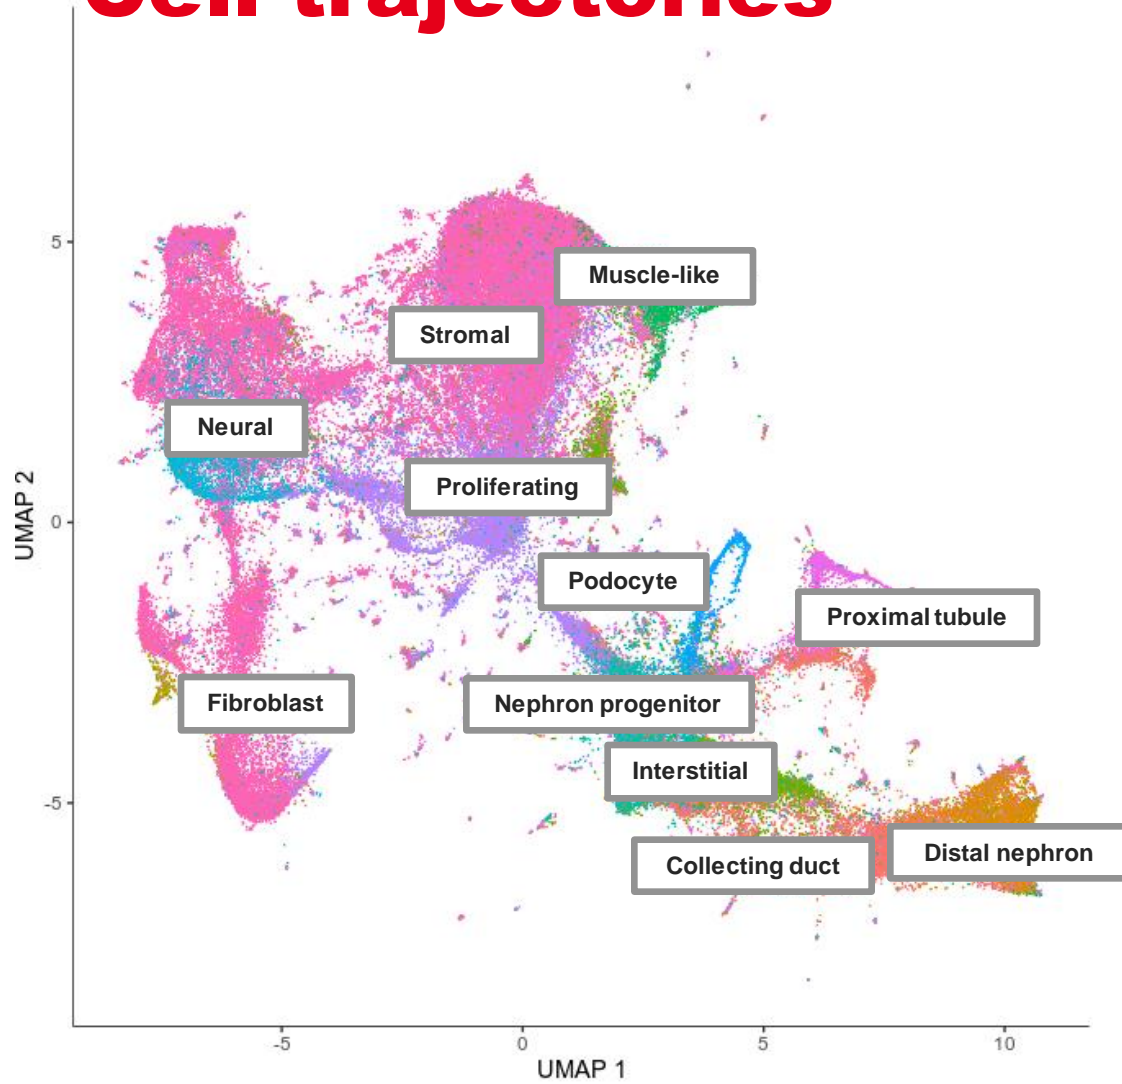 Cell trajectories
5
0
-5
UMAP 2
Muscle-like
Stromal
Neural
Proliferating
Podocyte
Proximal tubule
Fibroblast
Nephron progenitor
Interstitial
Collecting duct
Distal nephron
-5
0
5
10
UMAP 1